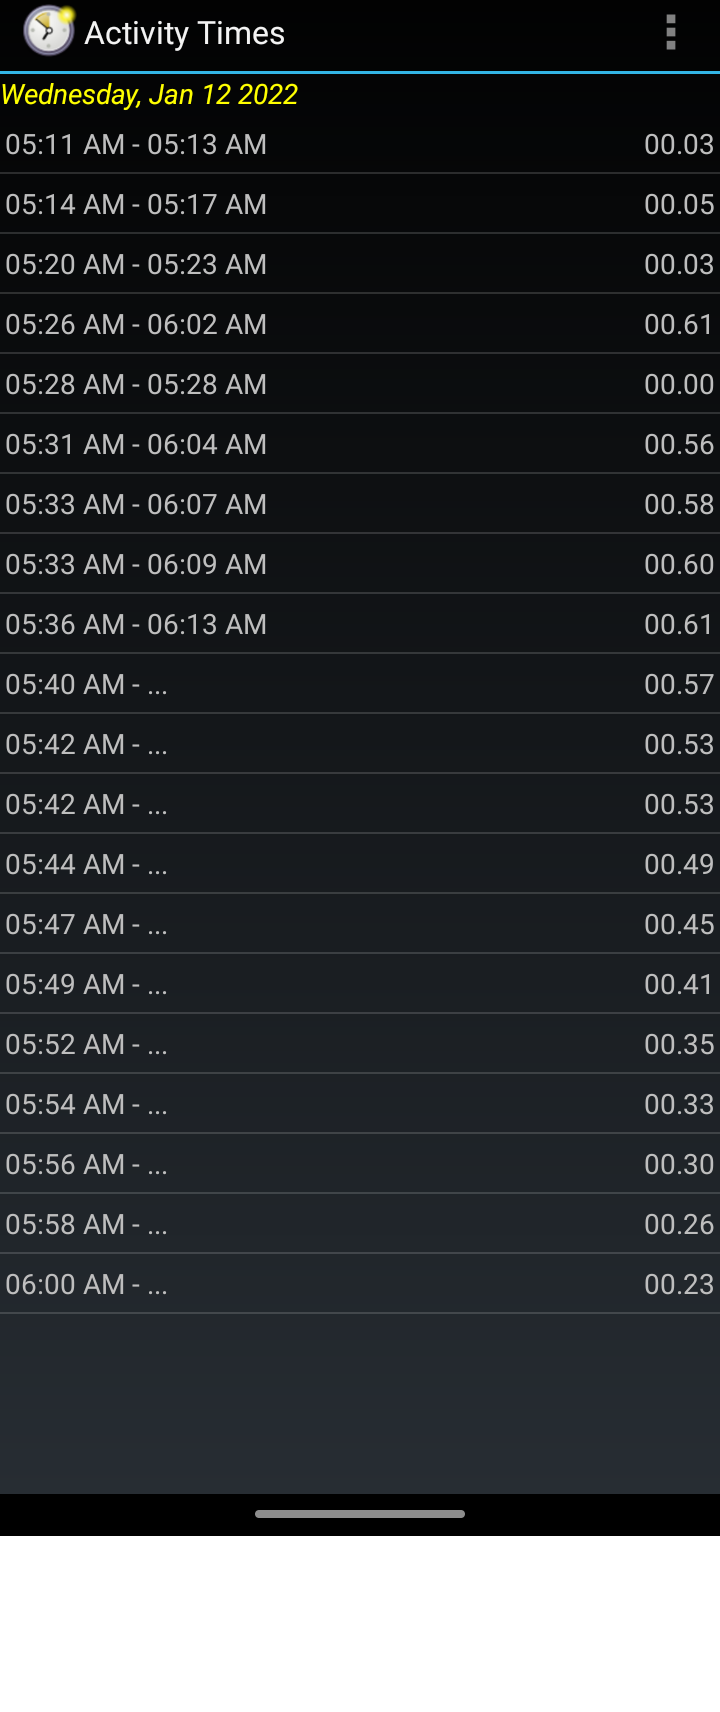 Activity Times
Wednesday, Jan 12 2022
05:11 AM - 05:13 AM 00.03
05:14 AM - 05:17 AM 00.05
05:20 AM - 05:23 AM 00.03
05:26 AM - 06:02 AM 00.61
05:28 AM - 05:28 AM 00.00
05:31 AM - 06:04 AM 00.56
05:33 AM - 06:07 AM 00.58
05:33 AM - 06:09 AM 00.60
05:36 AM - 06:13 AM 00.61
05:40 AM - ... 00.57
05:42 AM - ... 00.53
05:42 AM - ... 00.53
05:44 AM - ... 00.49
05:47 AM - ... 00.45
05:49 AM - ... 00.41
05:52 AM - ... 00.35
05:54 AM - ... 00.33
05:56 AM - ... 00.30
05:58 AM - ... 00.26
06:00 AM - ... 00.23